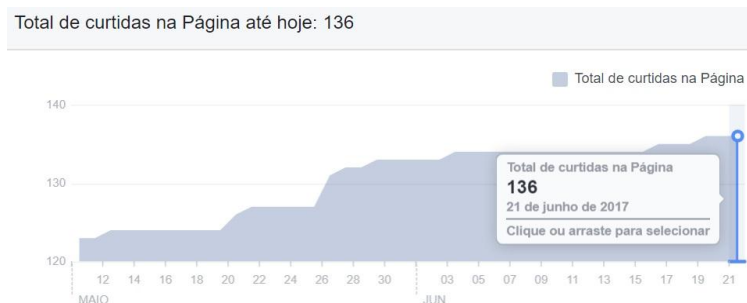 Total de curtidas na Página até hoje: 136
Total de curtidas na Página
140
130
120
Total de curtidas na Página
136
21 de junho de 2017
Clique ou arraste para selecionar
12 14 16 18 20 22 24 26 28 30 03 05 07 09 11 13 15 17 19 21
MAIO JUN